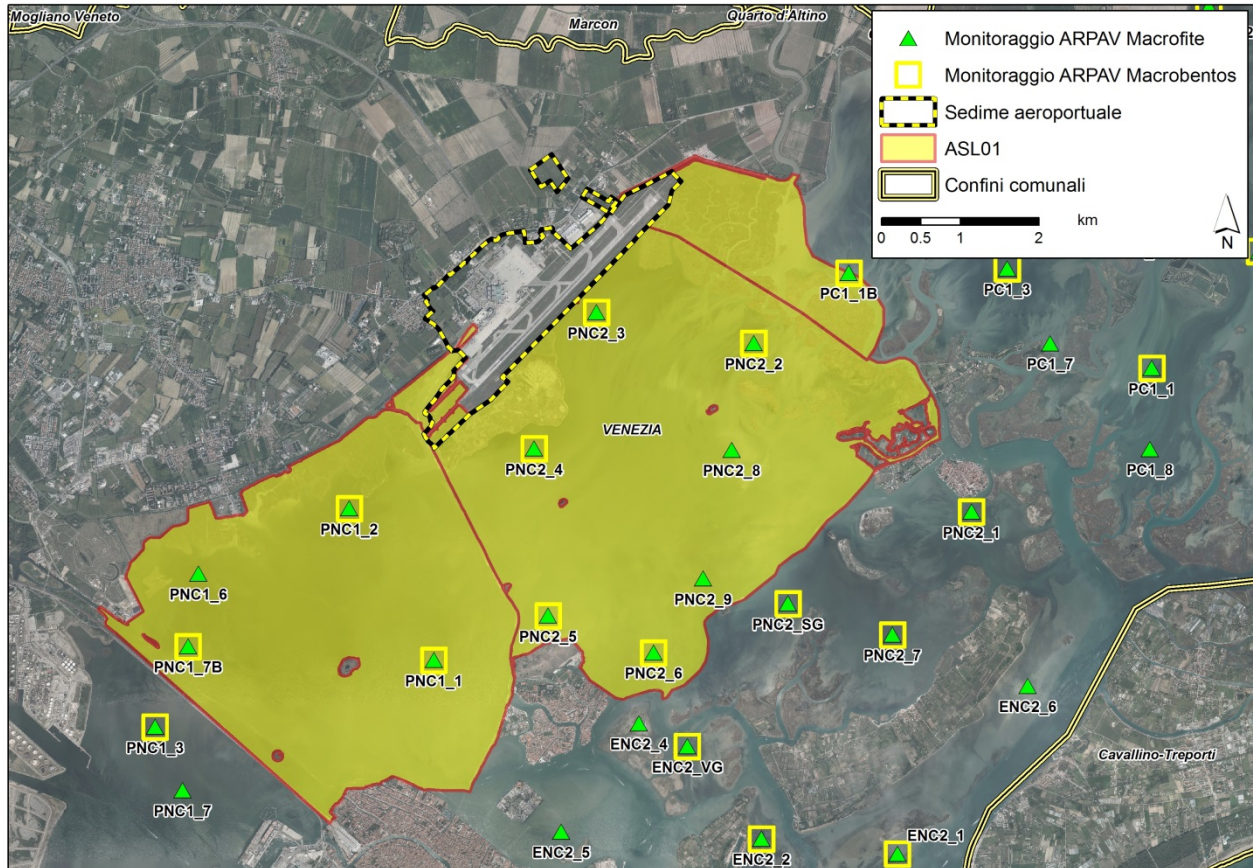 Mogliano Veneto
Marcon
Quarto d'Altino
Monitoraggio ARPAV Macrofite
Monitoraggio ARPAV Macrobentos
Sedime aeroportuale
ASL01
Confini comunali
km
0 0.5 1 2
N
PC1_1B
PC1_3
PNC2_3
PNC2_2
PC1_7
PC1_1
VENEZIA
PNC2_4
PNC2_8
PC1_8
PNC1_2
PNC2_1
PNC1_6
PNC2_9
PNC2_SG
PNC2_5
PNC2_7
PNC1_7B
PNC1_1
PNC2_6
ENC2_6
PNC1_3
ENC2_4
ENC2_VG
Cavallino-Treporti
PNC1_7
ENC2_5
ENC2_2
ENC2_1